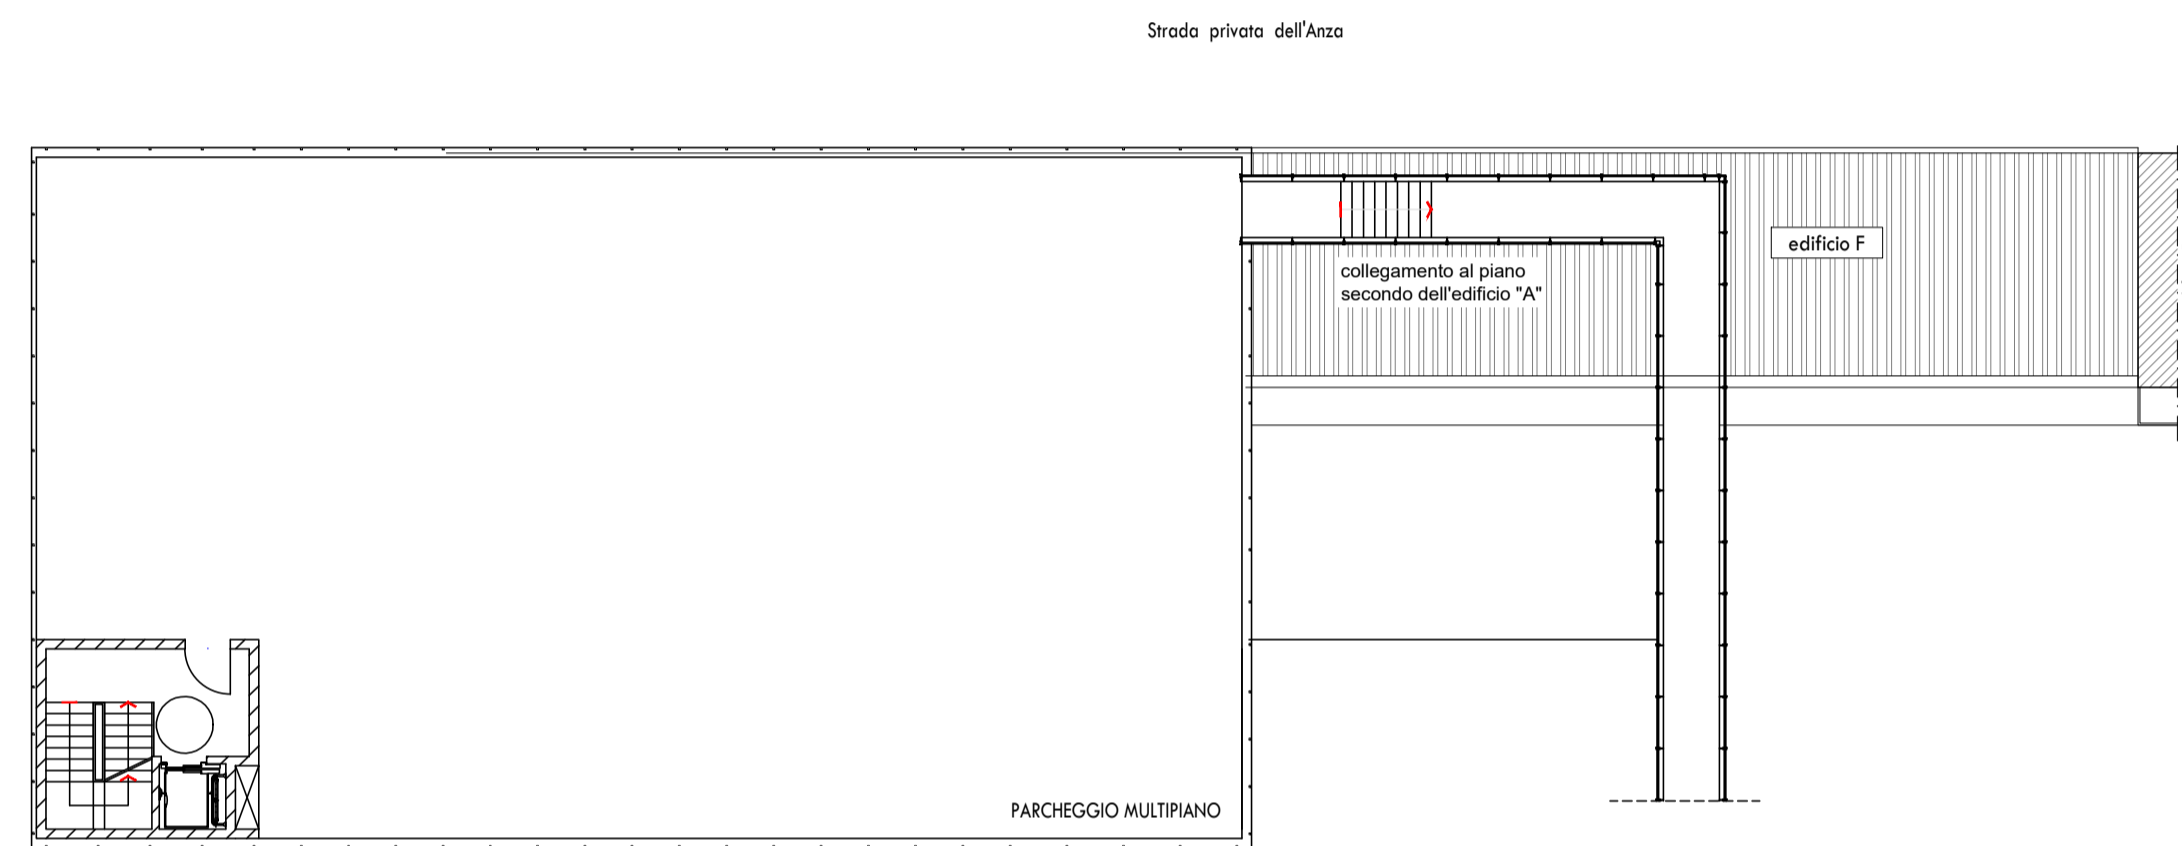 Strada privata dell'Anza
edificio F
collegamento al piano
secondo dell'edificio "A"
PARCHEGGIO MULTIPIANO